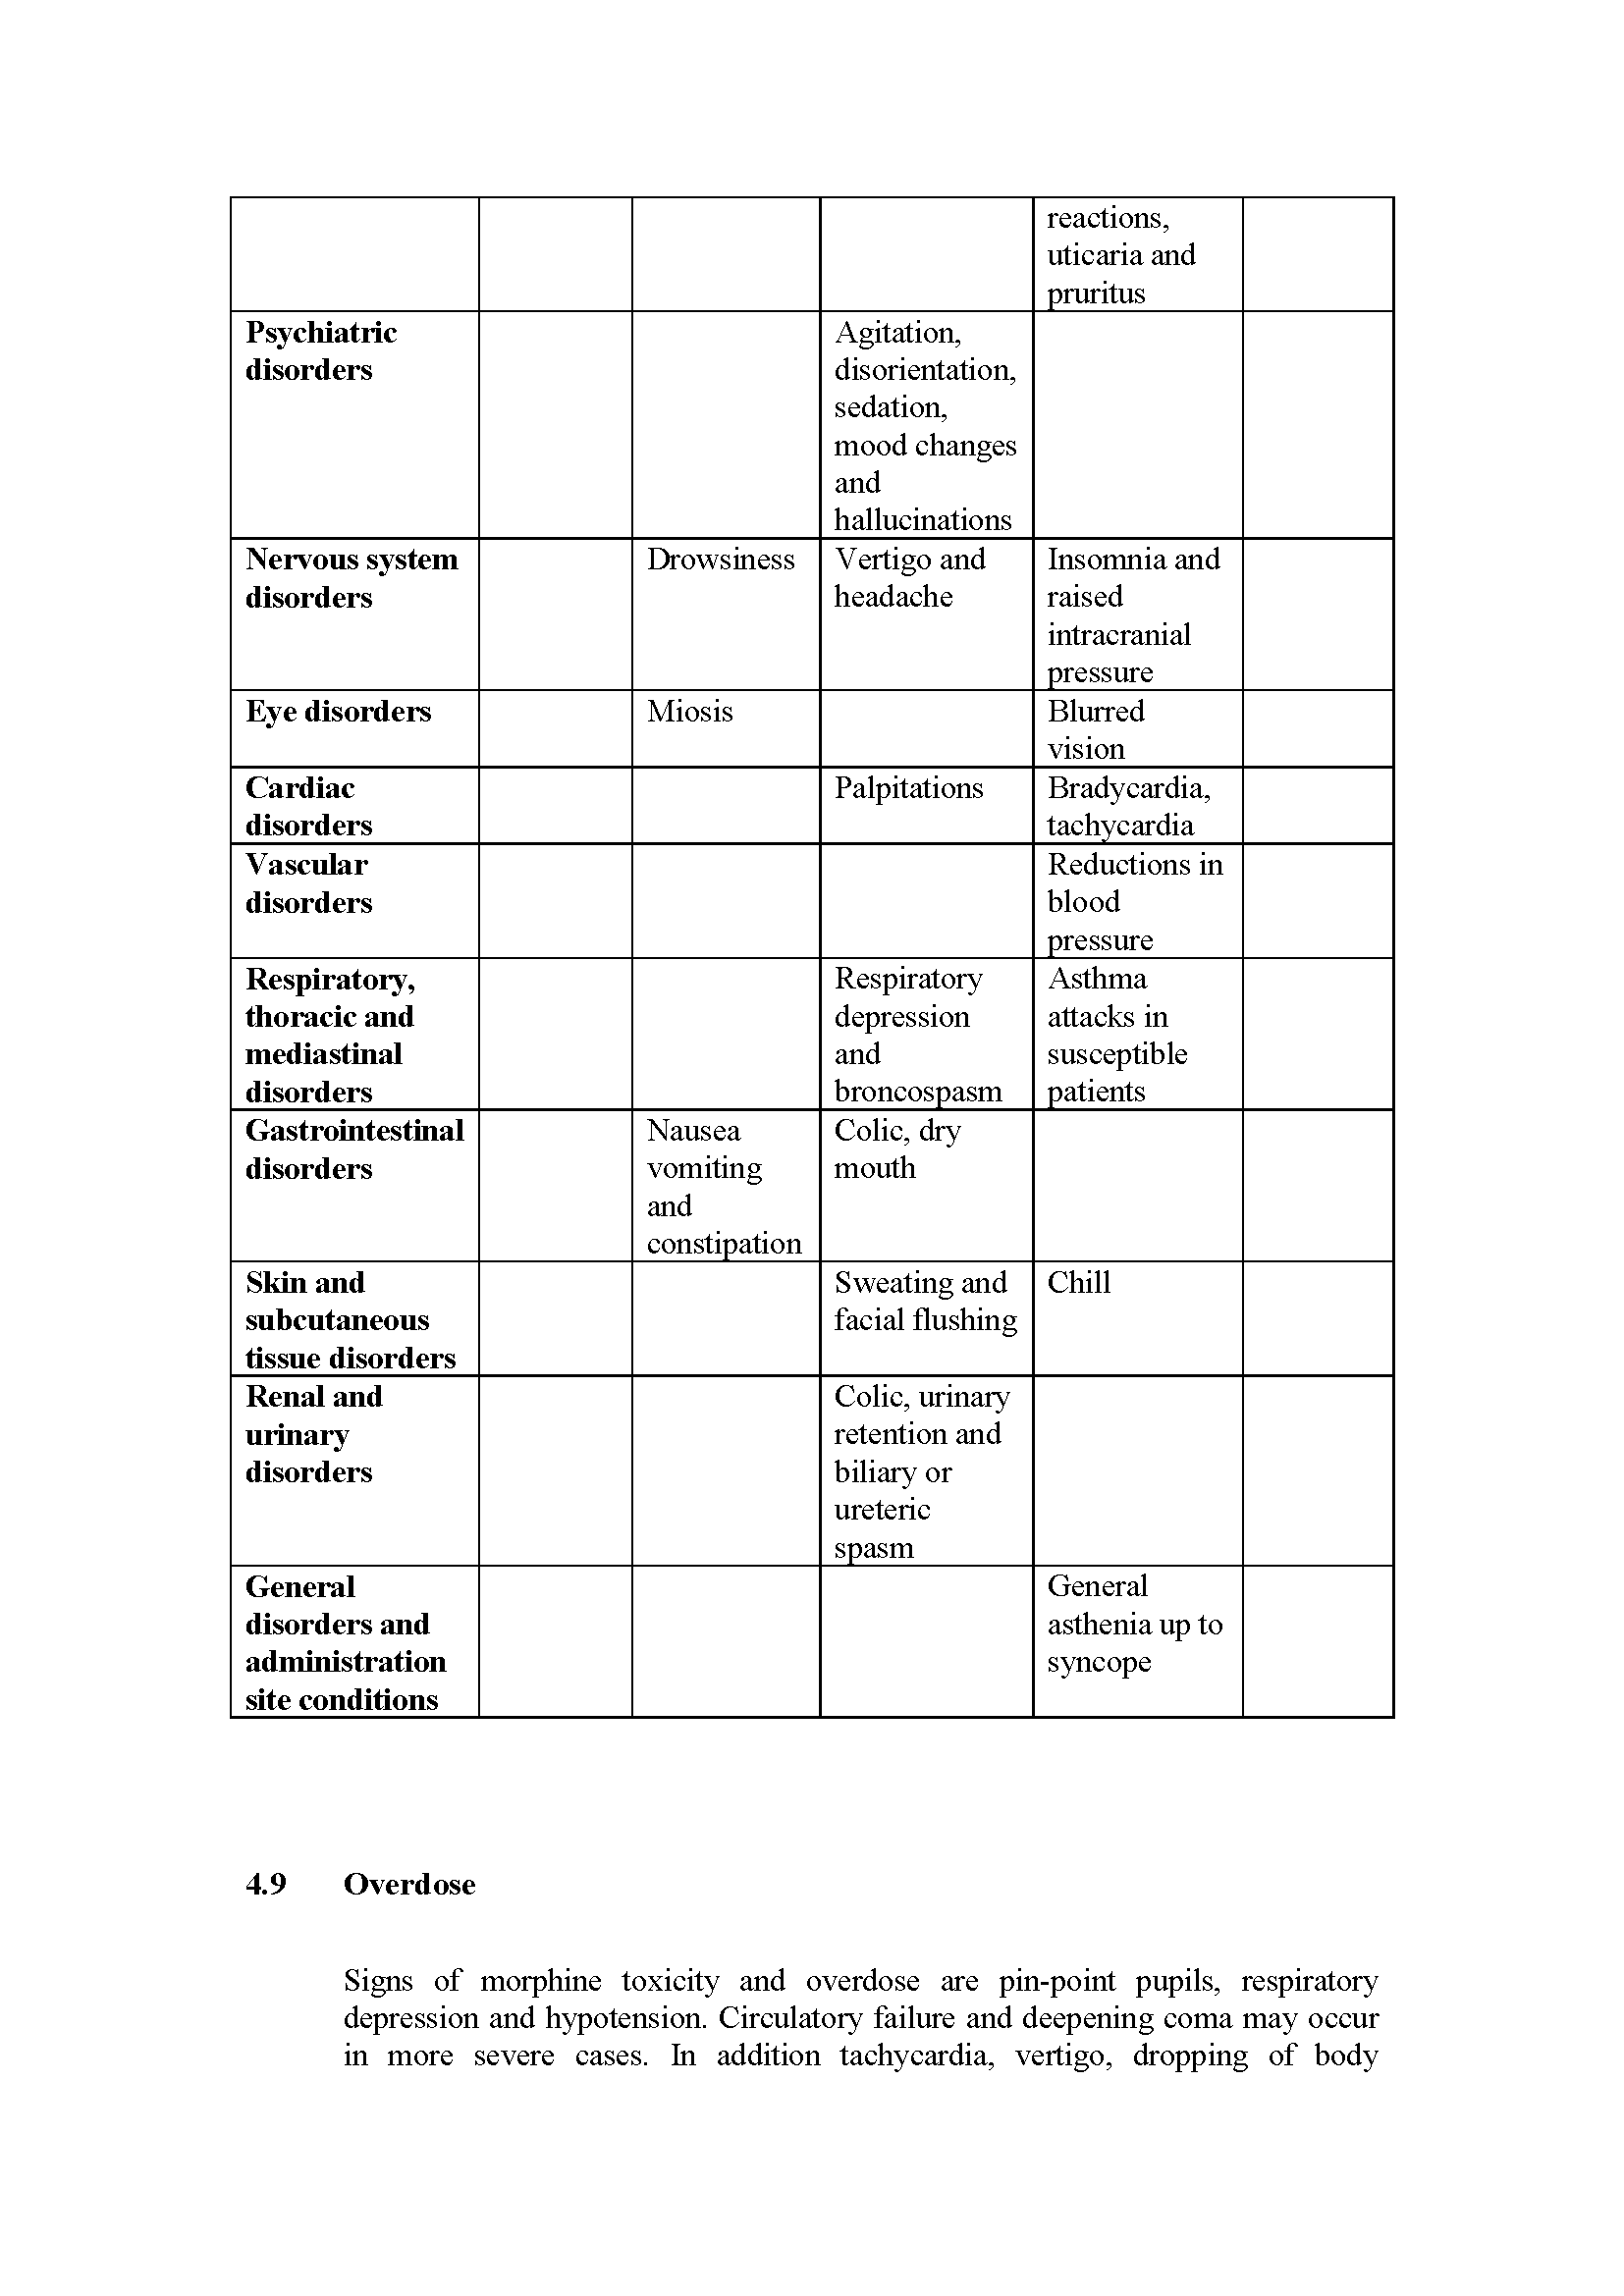 reactions,
uticaria and
pruritus
Psychiatric
disorders
Agitation,
disorientation,
sedation,
mood changes
and
hallucinations
Nervous system
disorders
Drowsiness
Vertigo and
headache
Insomnia and
raised
intracranial
pressure
Eye disorders
Miosis
Blurred
vision
Cardiac
disorders
Palpitations
Bradycardia,
tachycardia
Vascular
disorders
Reductions in
blood
pressure
Respiratory,
thoracic and
mediastinal
disorders
Respiratory
depression
and
broncospasm
Asthma
attacks in
susceptible
patients
Gastrointestinal
disorders
Nausea
vomiting
and
constipation
Colic, dry
mouth
Skin and
subcutaneous
tissue disorders
Sweating and
facial flushing
Chill
Renal and
urinary
disorders
Colic, urinary
retention and
biliary or
ureteric
spasm
General
disorders and
administration
site conditions
General
asthenia up to
syncope
4.9 Overdose
Signs of morphine toxicity and overdose are pin-point pupils, respiratory
depression and hypotension. Circulatory failure and deepening coma may occur
in more severe cases. In addition tachycardia, vertigo, dropping of body